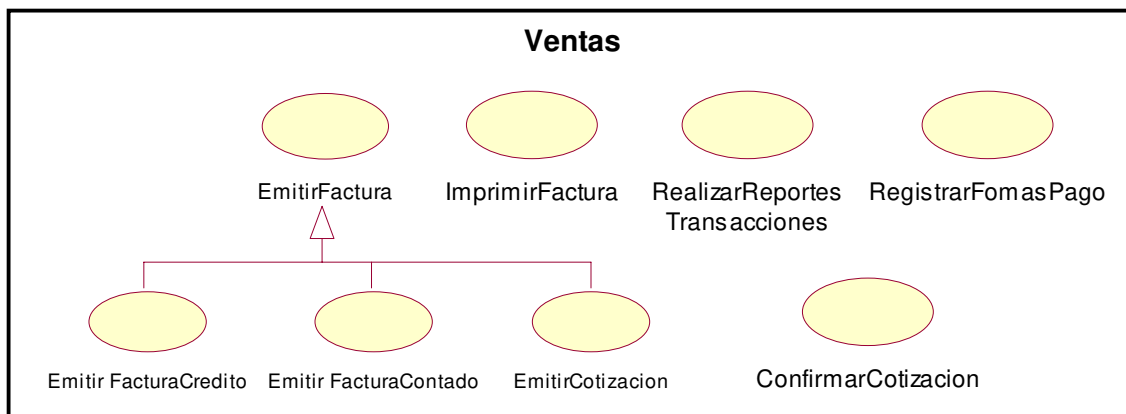 Ventas
EmitirFactura
ImprimirFactura
RealizarReportes
Transacciones
RegistrarFomasPago
Emitir FacturaCredito
Emitir FacturaContado
EmitirCotizacion
ConfirmarCotizacion